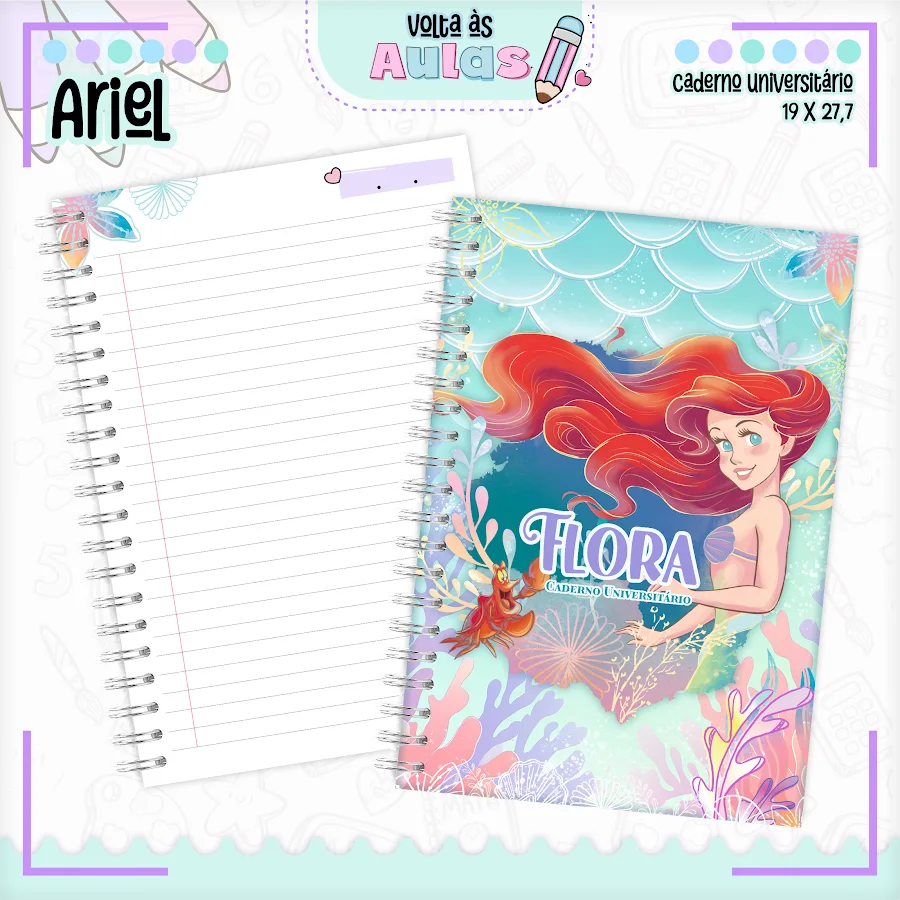 Volta às
Aulas
Ariel
Caderno Universitário
19 X 27,7
FLORA
Caderno Universitário